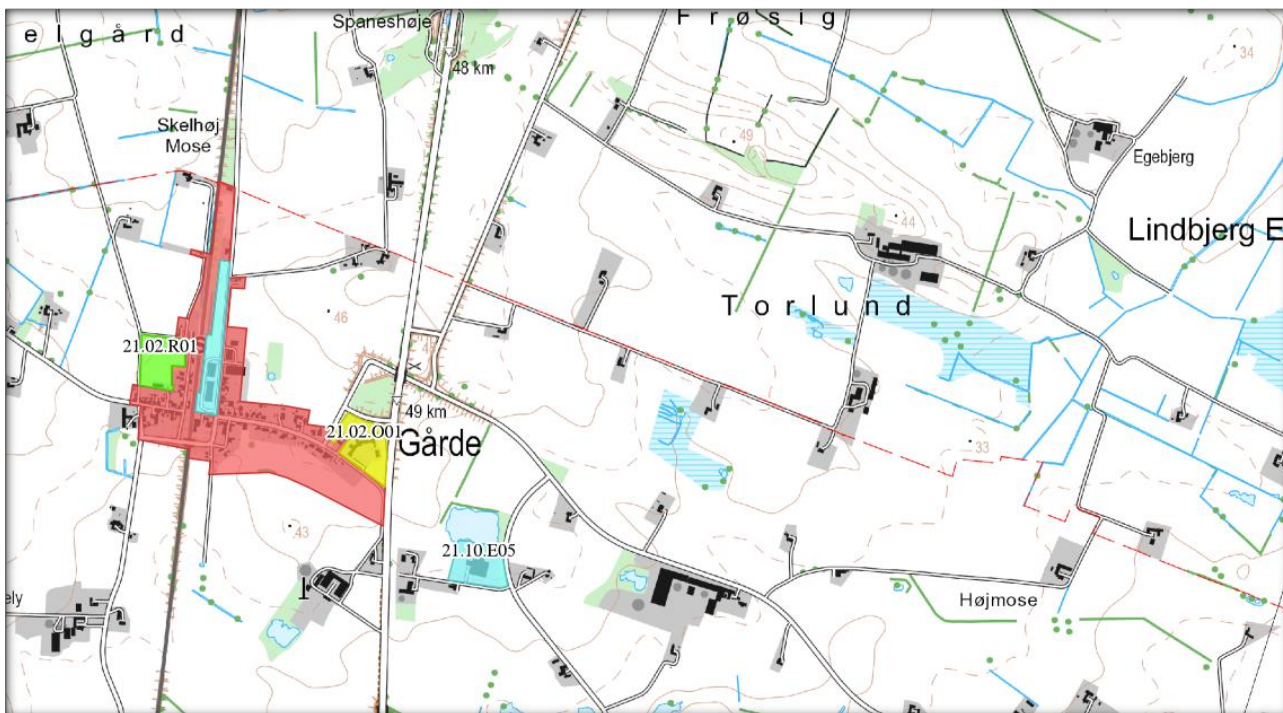 elgård
Spaneshøje
Frøsig
34
48 km
Skelhøj
Mose
49
Egebjerg
44
Lindbjerg E
Torlund
46
21.02.R01
49 km
21.02.O01
Gårde
33
43
21.10.E05
ely
Højmose